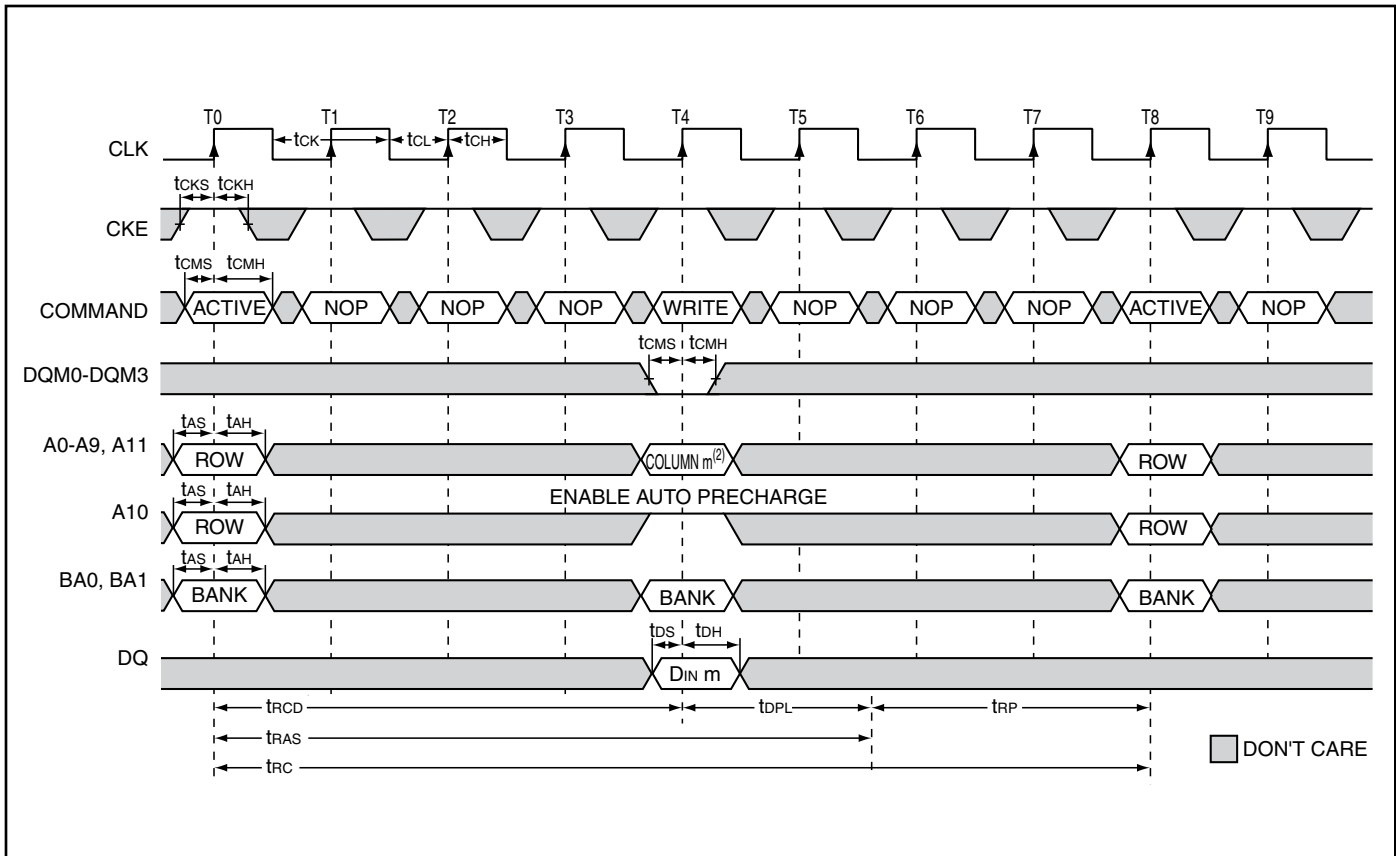 T0 T1 T2 T3 T4 T5 T6 T7 T8 T9
CLK tCK tCL tCH
tCKS tCKH
CKE
tCMS tCMH
COMMAND ACTIVE NOP NOP NOP WRITE NOP NOP NOP ACTIVE NOP
tCMS tCMH
DQM0-DQM3
tAS tAH
A0-A9, A11 ROW COLUMN m(2) ROW
tAS tAH ENABLE AUTO PRECHARGE
A10 ROW ROW
tAS tAH
BA0, BA1 BANK BANK BANK
tDS tDH
DQ DIN m
tRCD tDPL tRP
tRAS
tRC
DON'T CARE